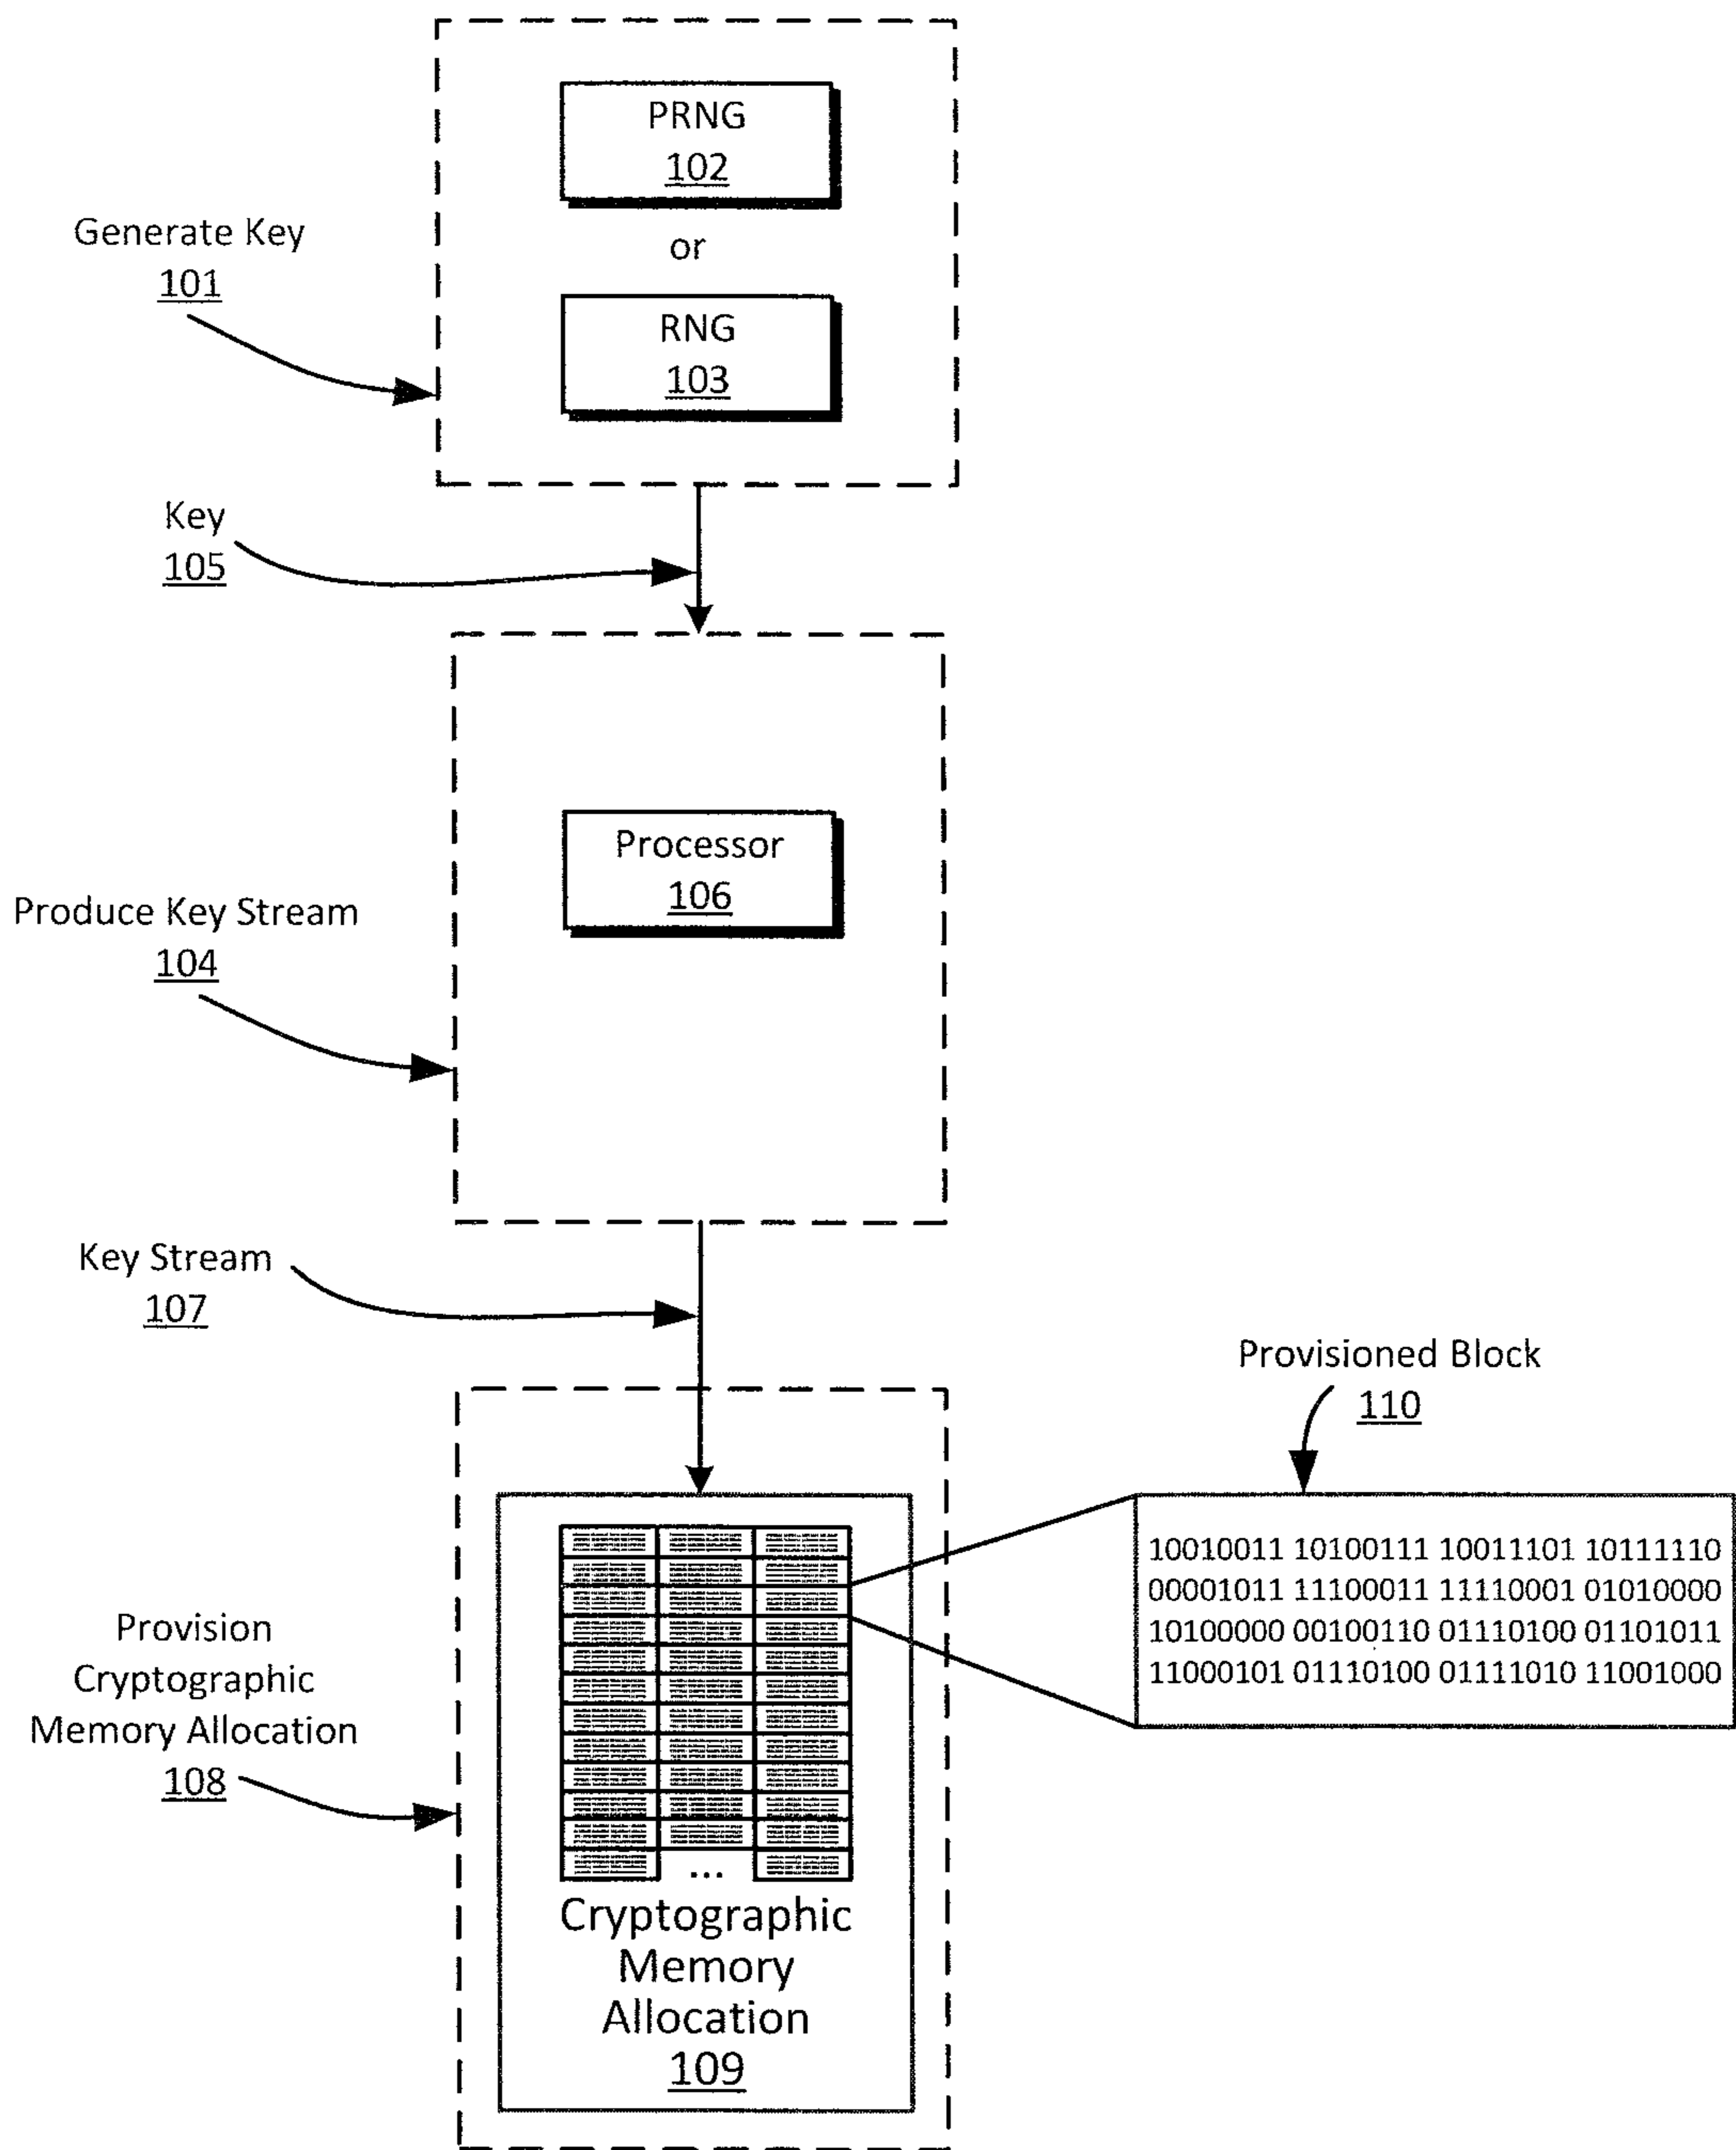 PRNG
102
or
RNG
103
Generate Key
101
Key
105
Processor
106
Produce Key Stream
104
Key Stream
107
Provisioned Block
110
10010011 10100111 10011101 10111110
00001011 11100011 11110001 01010000
10100000 00100110 01110100 01101011
11000101 01110100 01111010 11001000
Provision
Cryptographic
Memory Allocation
108
...
Cryptographic
Memory
Allocation
109